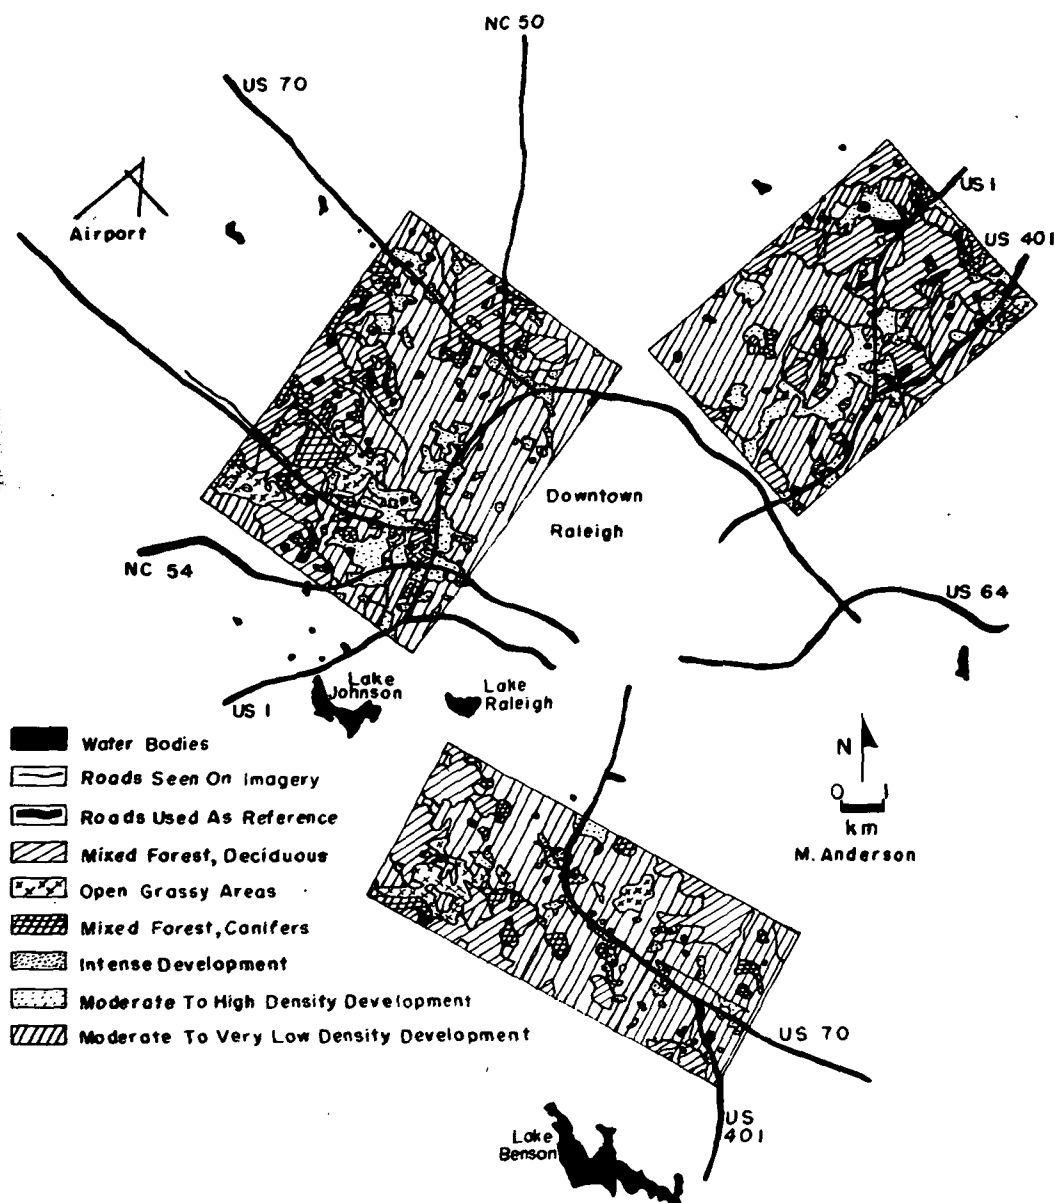 NC 50
US 70
US 1
Airport
US 401
Downtown
Raleigh
NC 54
US 64
Lake
Johnson
Lake
Raleigh
US 1
Water Bodies
Roads Seen On Imagery
Roads Used As Reference
Mixed Forest, Deciduous
Open Grassy Areas
Mixed Forest, Canifers
Intense Development
Moderate To High Density Development
Moderate To Very Low Density Development
N
0 1
km
M. Anderson
US 70
US
401
Lake
Benson